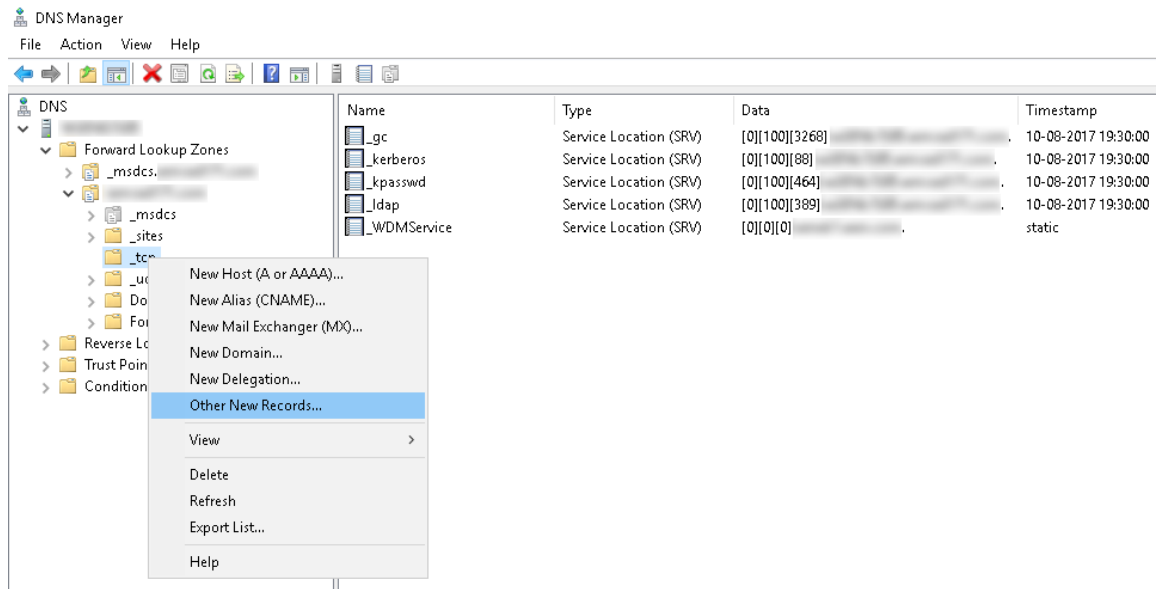 DNS Manager
File Action View Help
DNS
Forward Lookup Zones
_msdcs.
_msdcs
_sites
_tcp
Do
For
Reverse Lo
Trust Poin
Condition
Name Type Data Timestamp
_gc Service Location (SRV) [0][100][3268] . 10-08-2017 19:30:00
_kerberos Service Location (SRV) [0][100][88] . 10-08-2017 19:30:00
_kpasswd Service Location (SRV) [0][100][464] . 10-08-2017 19:30:00
_ldap Service Location (SRV) [0][100][389] . 10-08-2017 19:30:00
_WDMService Service Location (SRV) [0][0][0] . static
New Host (A or AAAA)...
New Alias (CNAME)...
New Mail Exchanger (MX)...
New Domain...
New Delegation...
Other New Records...
View
Delete
Refresh
Export List...
Help